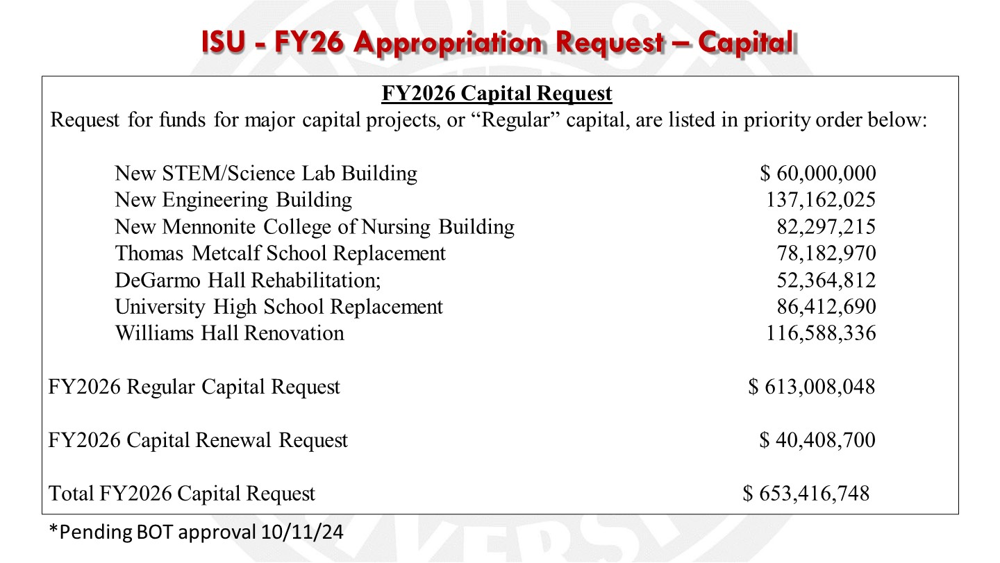 ISU - FY26 Appropriation Request – Capital
FY2026 Capital Request
Request for funds for major capital projects, or “Regular” capital, are listed in priority order below:
New STEM/Science Lab Building $ 60,000,000
New Engineering Building 137,162,025
New Mennonite College of Nursing Building 82,297,215
Thomas Metcalf School Replacement 78,182,970
DeGarmo Hall Rehabilitation; 52,364,812
University High School Replacement 86,412,690
Williams Hall Renovation 116,588,336
FY2026 Regular Capital Request $ 613,008,048
FY2026 Capital Renewal Request $ 40,408,700
Total FY2026 Capital Request $ 653,416,748
*Pending BOT approval 10/11/24